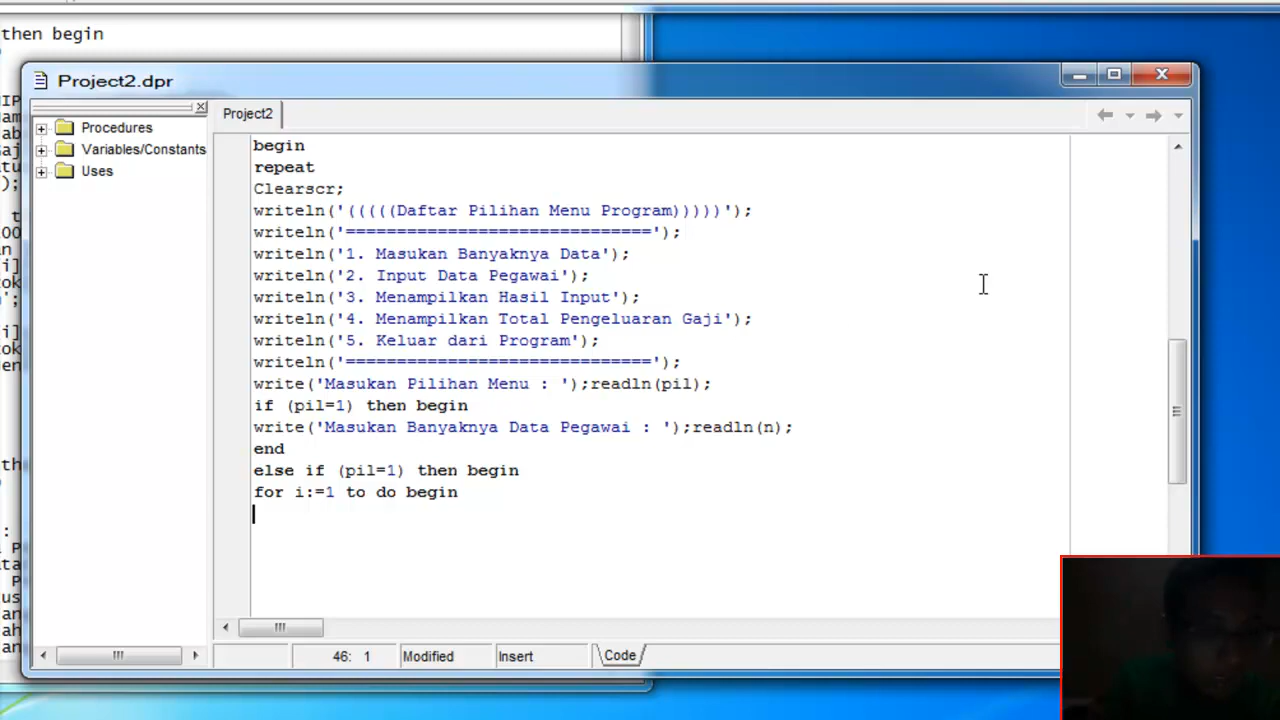 then begin
Project2.dpr
Procedures
Variables/Constants
Uses
Project2
begin
repeat
Clearscr;
writeln('(((((Daftar Pilihan Menu Program)))))');
writeln('==============================');
writeln('1. Masukan Banyaknya Data');
writeln('2. Input Data Pegawai');
writeln('3. Menampilkan Hasil Input');
writeln('4. Menampilkan Total Pengeluaran Gaji');
writeln('5. Keluar dari Program');
writeln('==============================');
write('Masukan Pilihan Menu : ');readln(pil);
if (pil=1) then begin
write('Masukan Banyaknya Data Pegawai : ');readln(n);
end
else if (pil=1) then begin
for i:=1 to do begin
46: 1
Modified
Insert
Code